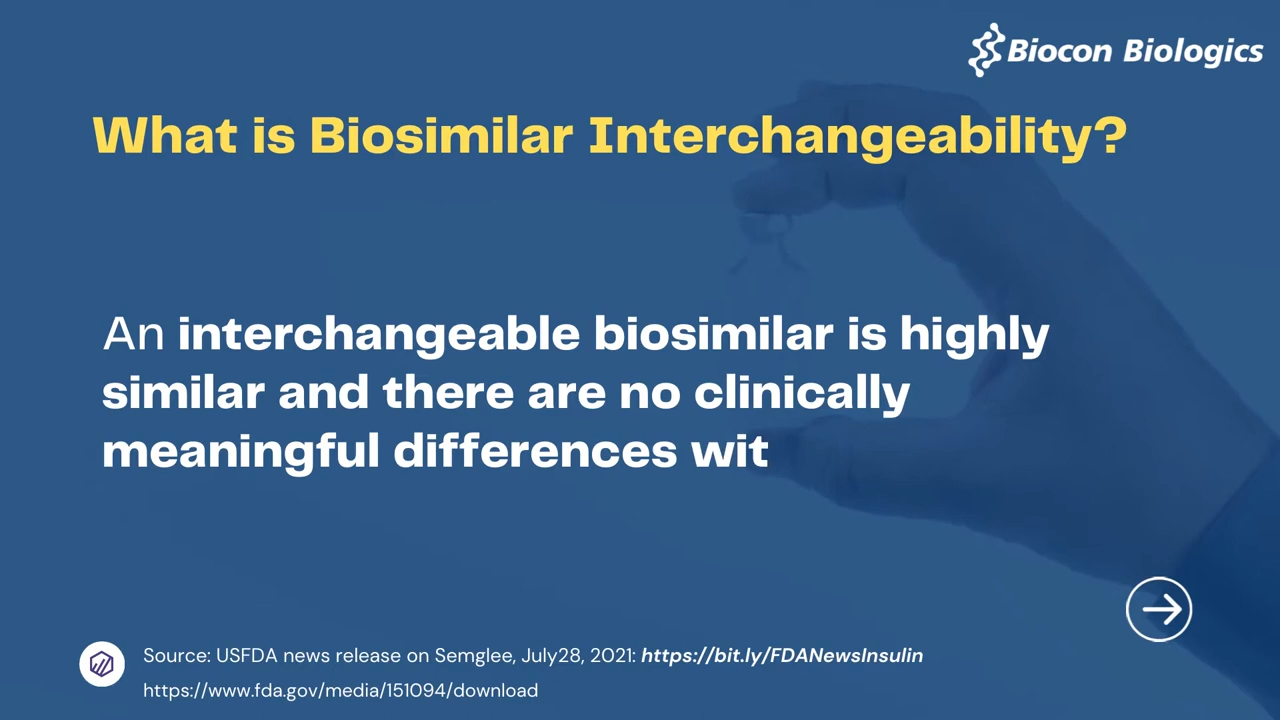 Biocon Biologics
What is Biosimilar Interchangeability?
An interchangeable biosimilar is highly
similar and there are no clinically
meaningful differences wit
Source: USFDA news release on Semglee, July28, 2021: https://bit.ly/FDANewsInsulin
https://www.fda.gov/media/151094/download